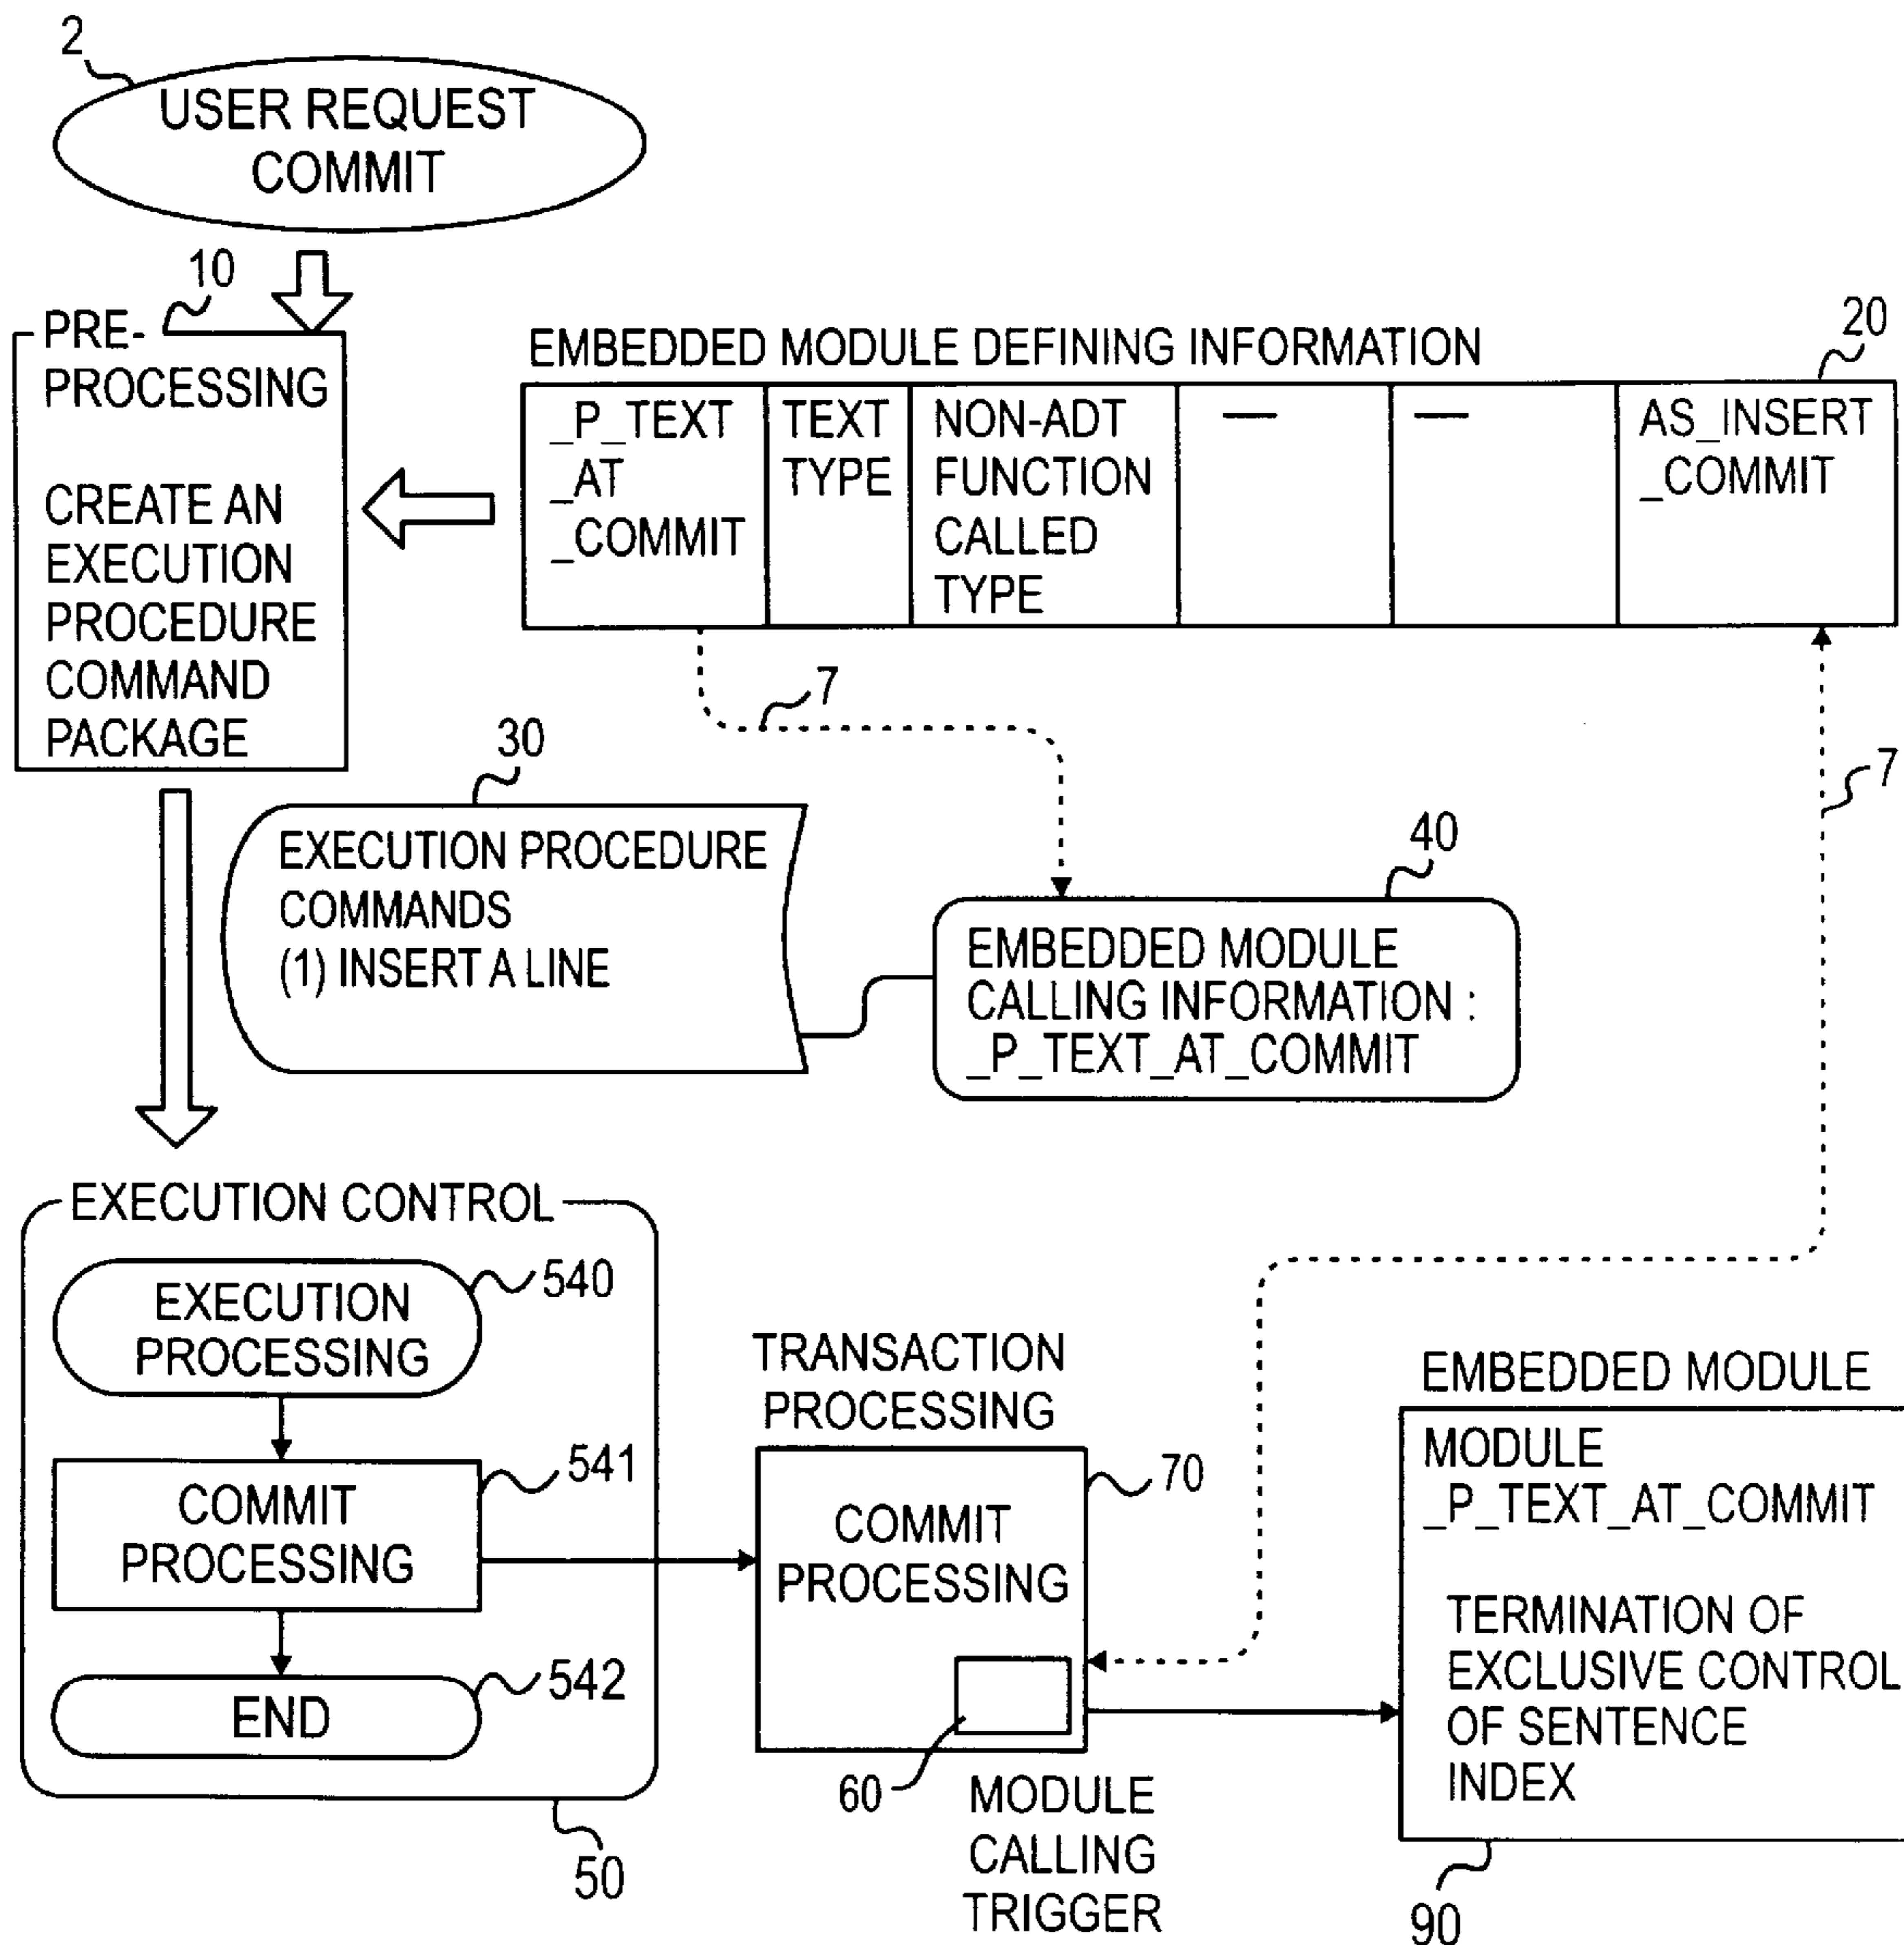 2
USER REQUEST
COMMIT
10
PRE-
PROCESSING
CREATE AN
EXECUTION
PROCEDURE
COMMAND
PACKAGE
EMBEDDED MODULE DEFINING INFORMATION
20
_P_TEXT
_AT
_COMMIT
TEXT
TYPE
NON-ADT
FUNCTION
CALLED
TYPE
—
—
AS_INSERT
_COMMIT
7
7
30
EXECUTION PROCEDURE
COMMANDS
(1) INSERT A LINE
40
EMBEDDED MODULE
CALLING INFORMATION :
_P_TEXT_AT_COMMIT
EXECUTION CONTROL
EXECUTION
PROCESSING
540
COMMIT
PROCESSING
541
END
542
50
TRANSACTION
PROCESSING
COMMIT
PROCESSING
70
60
MODULE
CALLING
TRIGGER
EMBEDDED MODULE
MODULE
_P_TEXT_AT_COMMIT
TERMINATION OF
EXCLUSIVE CONTROL
OF SENTENCE
INDEX
90